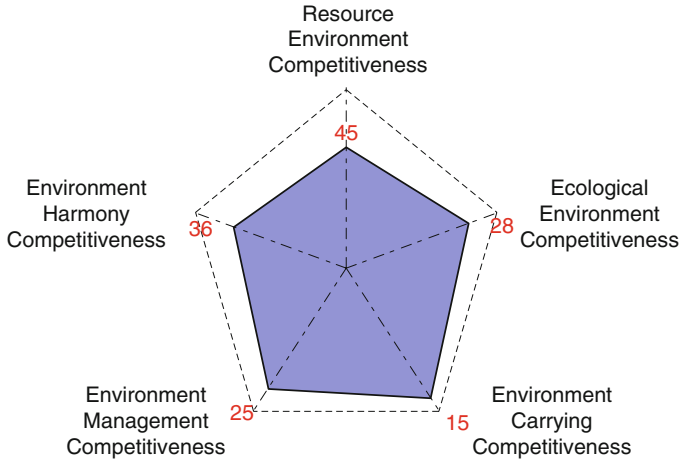 Resource
Environment
Competitiveness
45
Environment
Harmony
Competitiveness
36
Ecological
Environment
Competitiveness
28
Environment
Management
Competitiveness
25
Environment
Carrying
Competitiveness
15